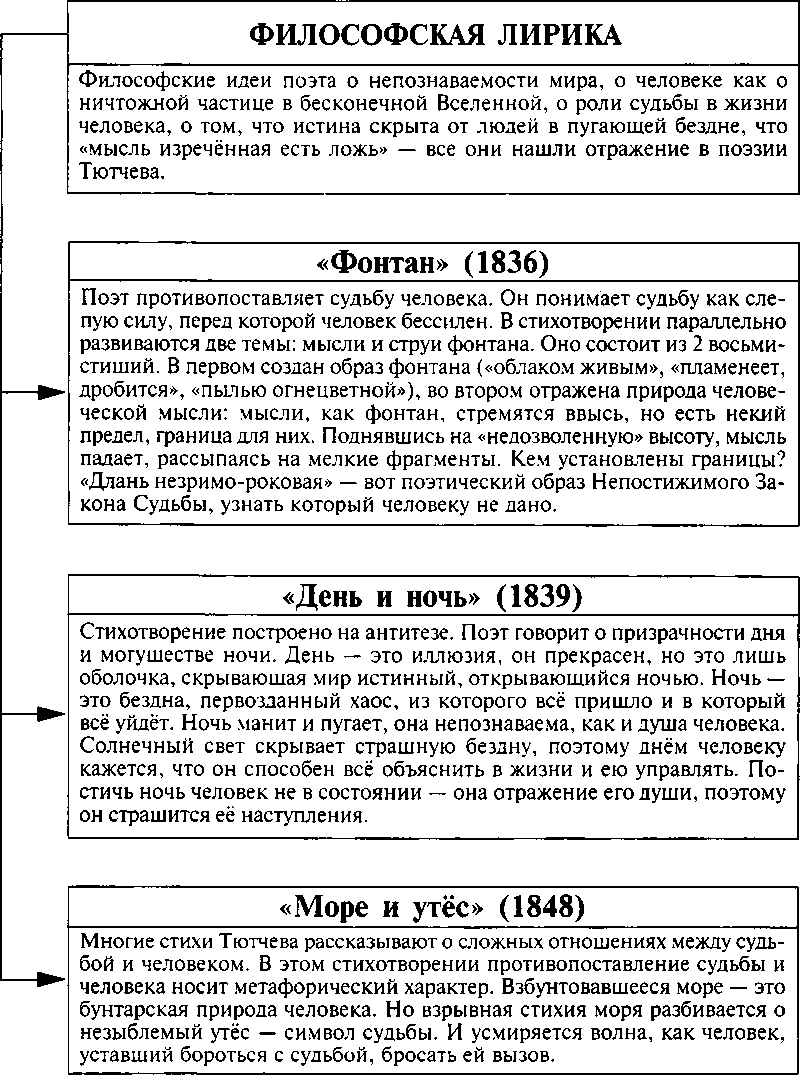 ФИЛОСОФСКАЯ ЛИРИКА
Философские идеи поэта о непознаваемости мира, о человеке как о
ничтожной частице в бесконечной Вселенной, о роли судьбы в жизни
человека, о том, что истина скрыта от людей в пугающей бездне, что
«мысль изречённая есть ложь» — все они нашли отражение в поэзии
Тютчева.
«Фонтан» (1836)
Поэт противопоставляет судьбу человека. Он понимает судьбу как сле-
пую силу, перед которой человек бессилен. В стихотворении параллельно
развиваются две темы: мысли и струи фонтана. Оно состоит из 2 восьми-
стиший. В первом создан образ фонтана («облаком живым», «пламенеет,
дробится», «пылью огнецветной»), во втором отражена природа челове-
ческой мысли: мысли, как фонтан, стремятся ввысь, но есть некий
предел, граница для них. Поднявшись на «недозволенную» высоту, мысль
падает, рассыпаясь на мелкие фрагменты. Кем установлены границы?
«Длань незримо-роковая» — вот поэтический образ Непостижимого За-
кона Судьбы, узнать который человеку не дано.
«День и ночь» (1839)
Стихотворение построено на антитезе. Поэт говорит о призрачности дня
и могуществе ночи. День — это иллюзия, он прекрасен, но это лишь
оболочка, скрывающая мир истинный, открывающийся ночью. Ночь —
это бездна, первозданный хаос, из которого всё пришло и в который
всё уйдёт. Ночь манит и пугает, она непознаваема, как и душа человека.
Солнечный свет скрывает страшную бездну, поэтому днём человеку
кажется, что он способен всё объяснить в жизни и ею управлять. По-
стичь ночь человек не в состоянии — она отражение его души, поэтому
он страшится её наступления.
«Море и утёс» (1848)
Многие стихи Тютчева рассказывают о сложных отношениях между судь-
бой и человеком. В этом стихотворении противопоставление судьбы и
человека носит метафорический характер. Взбунтовавшееся море — это
бунтарская природа человека. Но взрывная стихия моря разбивается о
незыблемый утёс — символ судьбы. И усмиряется волна, как человек,
уставший бороться с судьбой, бросать ей вызов.